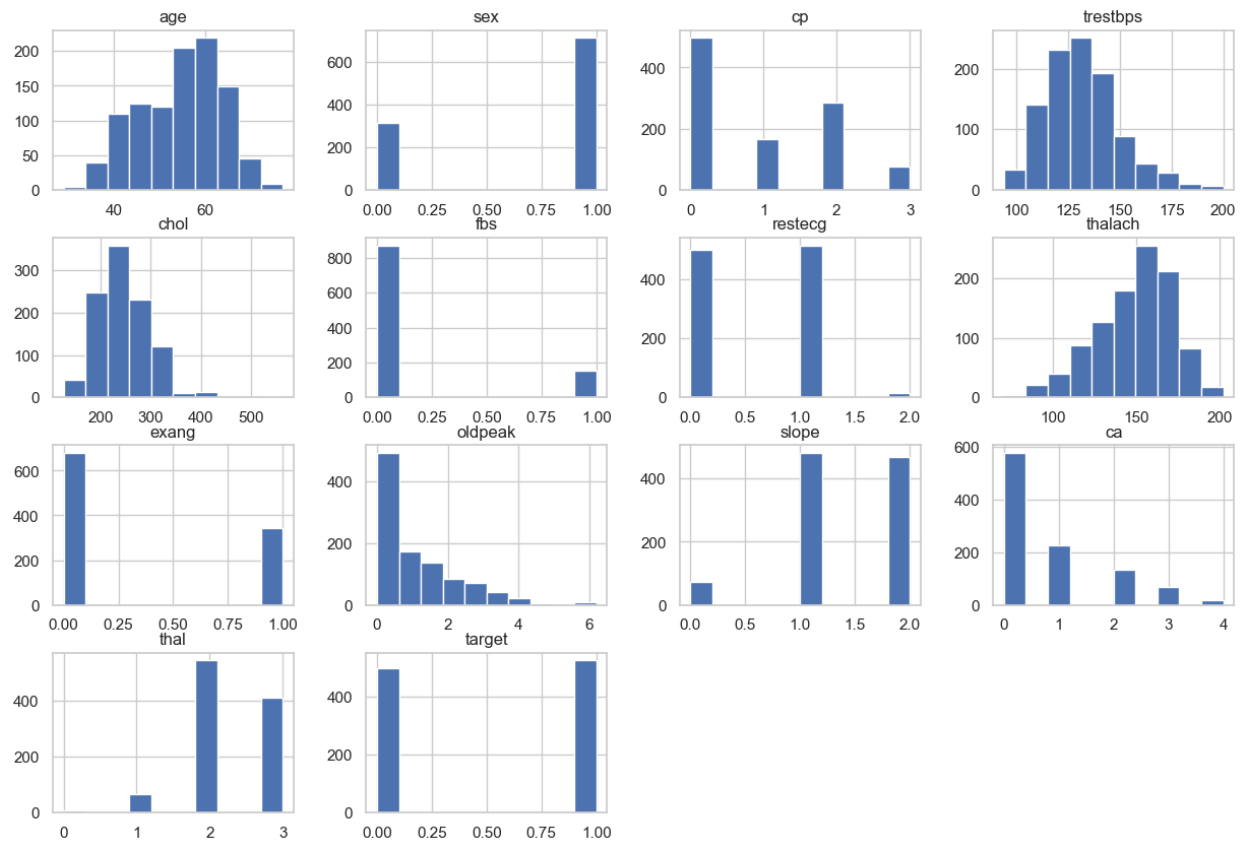 age sex cp trestbps
200 150 100 50 0
600 400 200 0
400 200 0
200 100 0
40 60
0.00 0.25 0.50 0.75 1.00
0 1 2 3
100 125 150 175 200
chol fbs restecg thalach
300 200 100 0
800 600 400 200 0
400 200 0
200 100 0
200 300 400 500
0.00 0.25 0.50 0.75 1.00
0.0 0.5 1.0 1.5 2.0
100 150 200
exang oldpeak slope ca
600 400 200 0
400 200 0
400 200 0
600 400 200 0
0.00 0.25 0.50 0.75 1.00
0 2 4 6
0.0 0.5 1.0 1.5 2.0
0 1 2 3 4
thal target
400 200 0
400 200 0
0 1 2 3
0.00 0.25 0.50 0.75 1.00